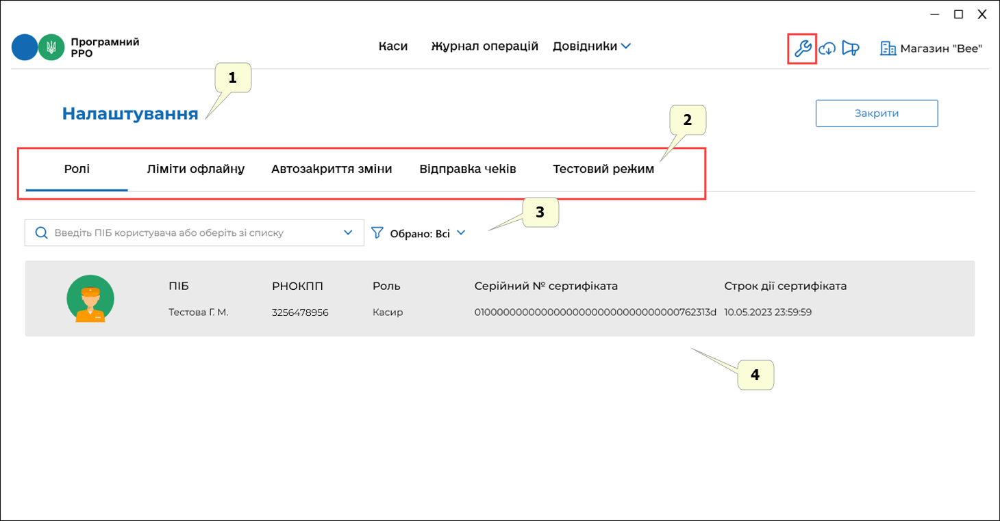 Програмний
РРО
Каси
Журнал операцій
Довідники
Магазин "Bee"
1
Налаштування
2
Закрити
Ролі
Ліміти офлайну
Автозакриття зміни
Відправка чеків
Тестовий режим
3
Введіть ПІБ користувача або оберіть зі списку
Обрано: Всі
ПІБ
РНОКПП
Роль
Серійний № сертифіката
Строк дії сертифіката
Тестова Г. М.
3256478956
Касир
0100000000000000000000000000000000762313d
10.05.2023 23:59:59
4